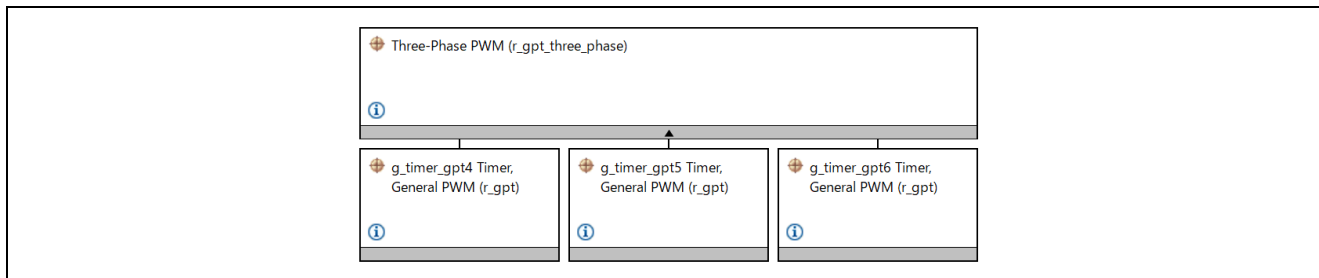 Three-Phase PWM (r_gpt_three_phase)
g_timer_gpt4 Timer,
General PWM (r_gpt)
g_timer_gpt5 Timer,
General PWM (r_gpt)
g_timer_gpt6 Timer,
General PWM (r_gpt)